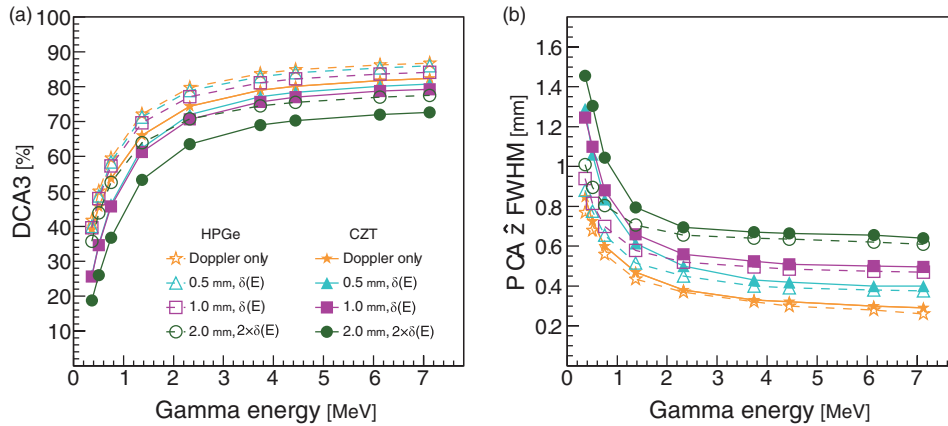 (a)
DCA3 [%]
100
90
80
70
60
50
40
30
20
10
HPGe CZT
Doppler only Doppler only
0.5 mm, δ(E) 0.5 mm, δ(E)
1.0 mm, δ(E) 1.0 mm, δ(E)
2.0 mm, 2×δ(E) 2.0 mm, 2×δ(E)
0 1 2 3 4 5 6 7
Gamma energy [MeV]
(b)
PCA ẑ FWHM [mm]
1.6
1.4
1.2
1
0.8
0.6
0.4
0.2
0 1 2 3 4 5 6 7
Gamma energy [MeV]